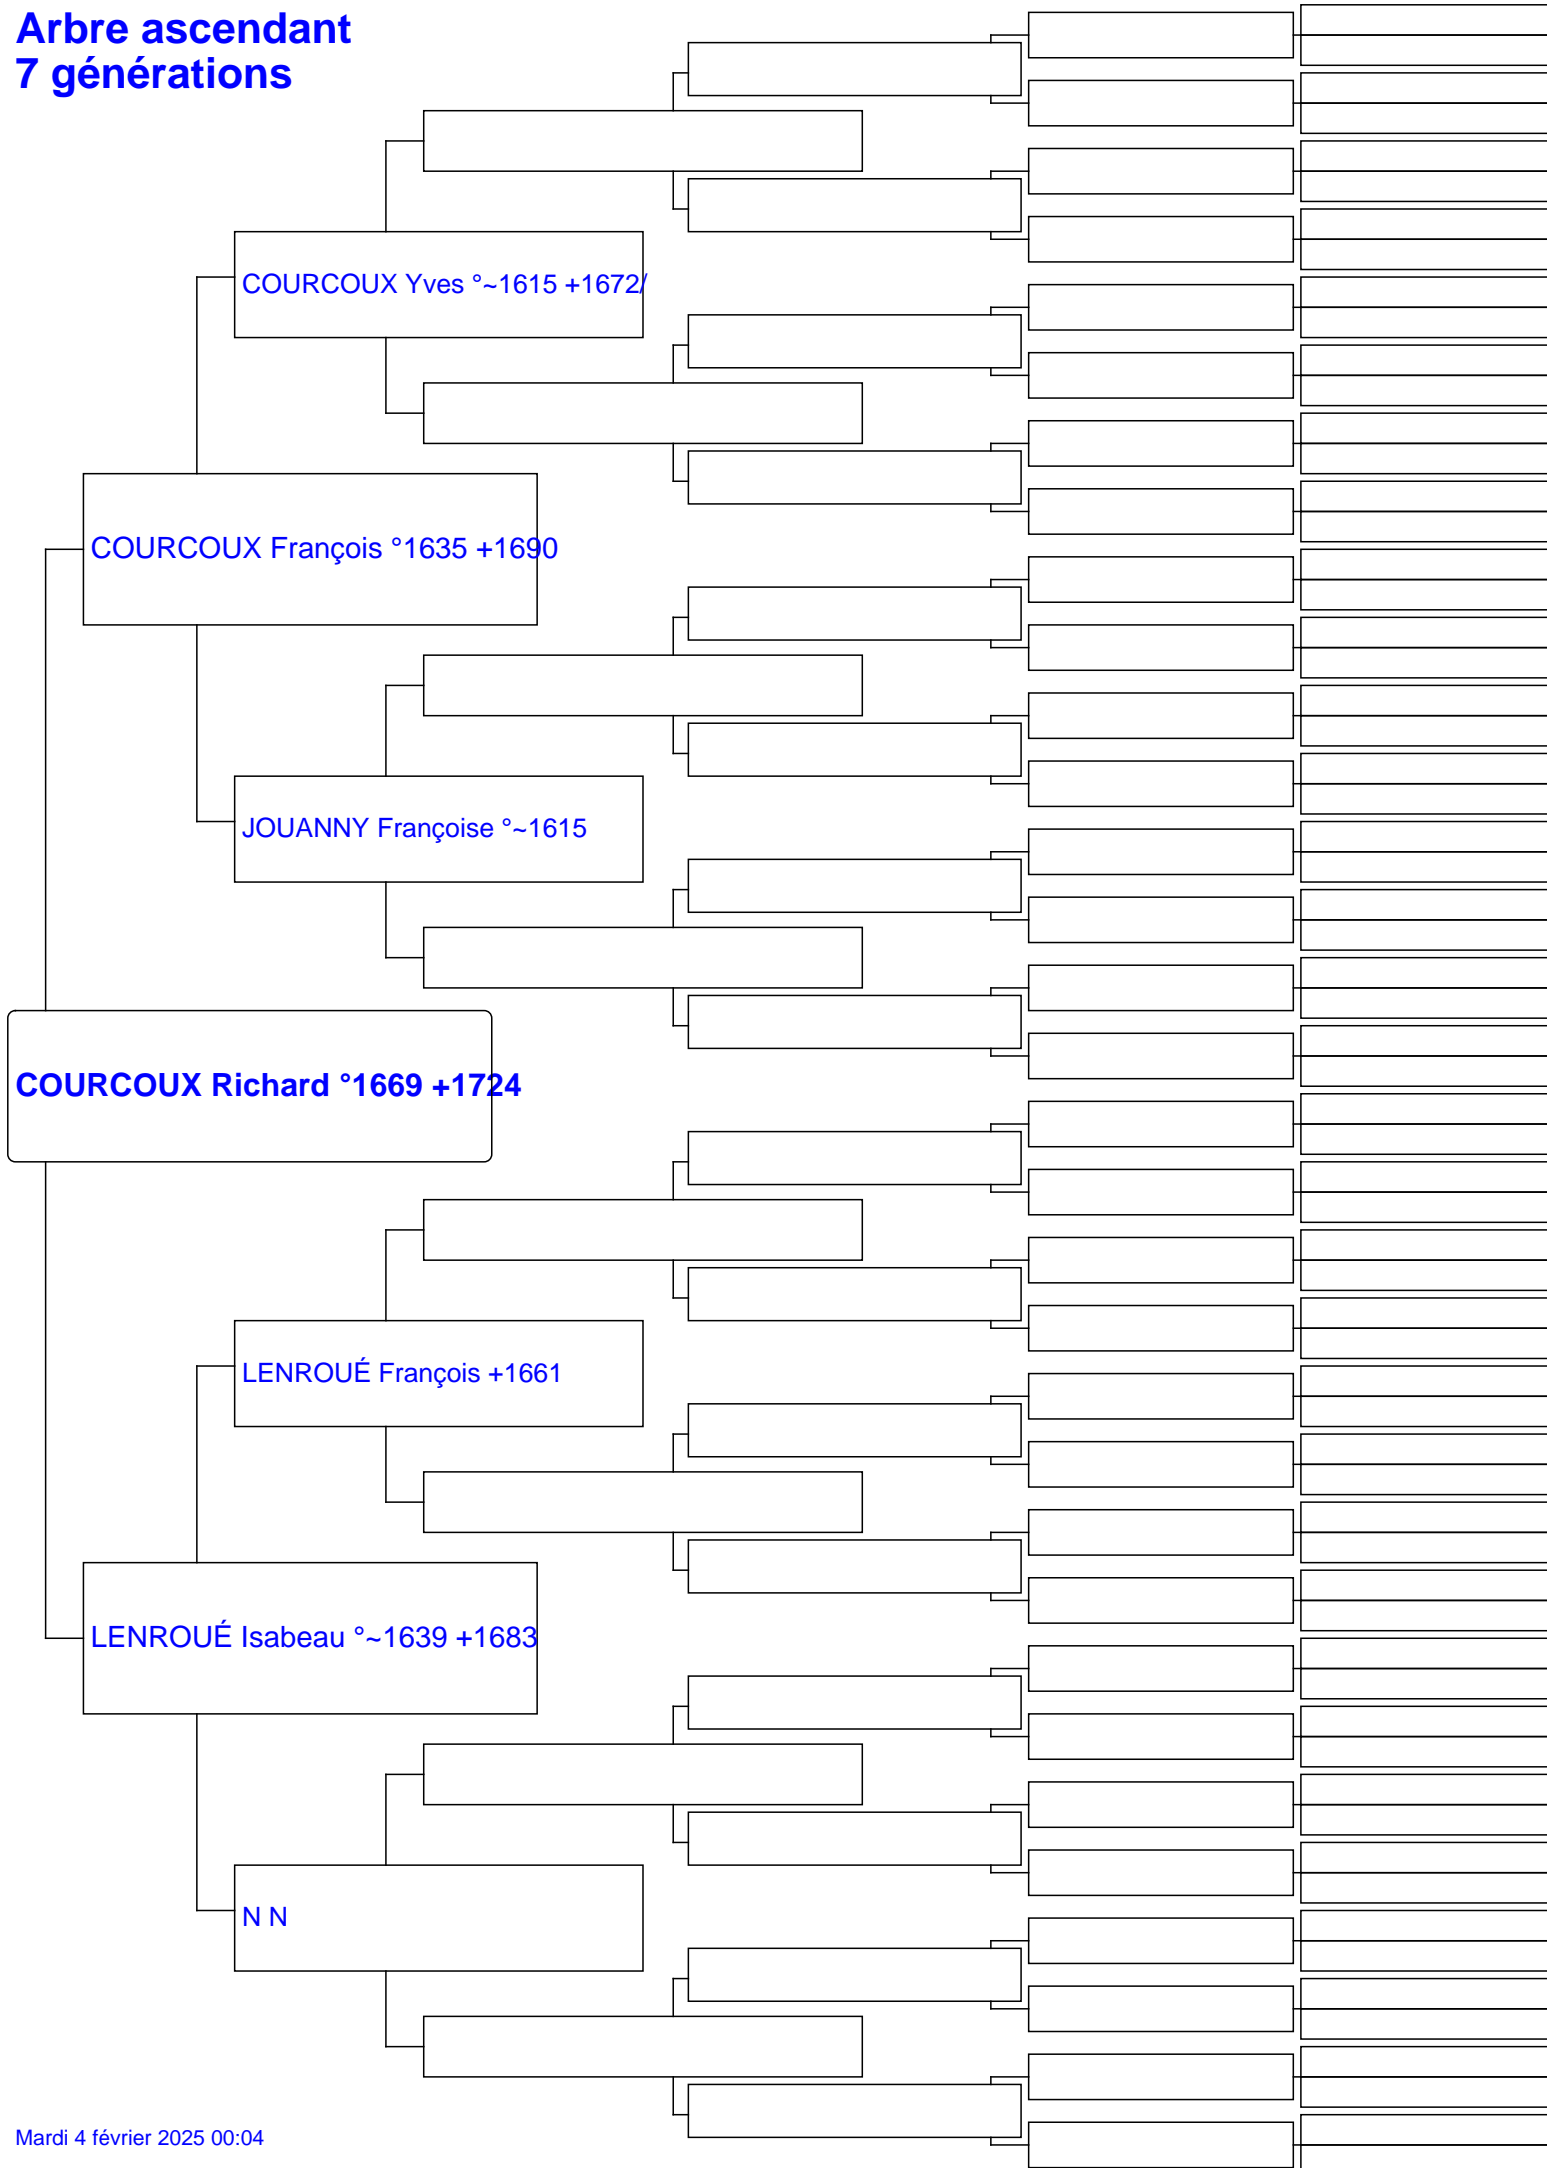 Arbre ascendant
7 générations
COURCOUX Yves °~1615 +1672/
COURCOUX François °1635 +1690
JOUANNY Françoise °~1615
COURCOUX Richard °1669 +1724
LENROUÉ François +1661
LENROUÉ Isabeau °~1639 +1683
N N
Mardi 4 février 2025 00:04